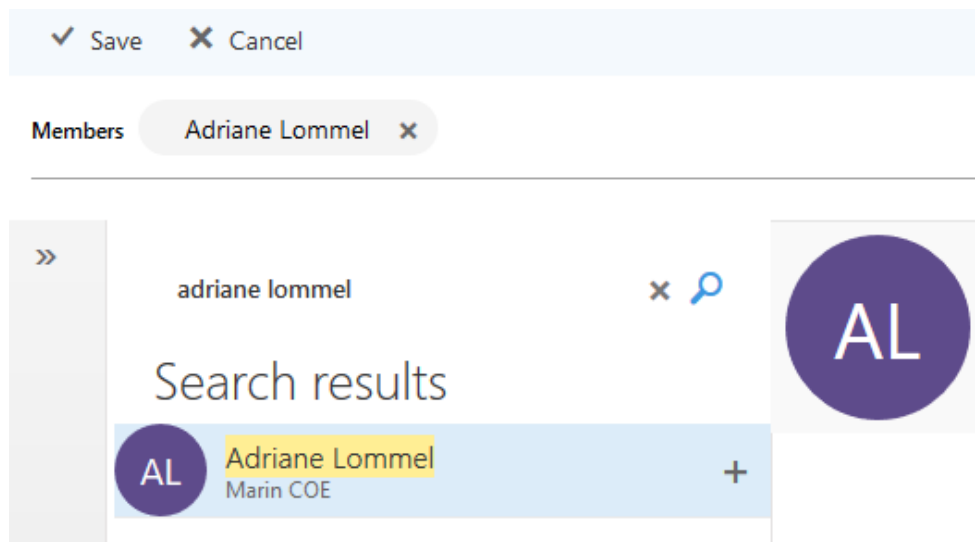 Save Cancel
Members Adriane Lommel
adriane lommel
AL
Search results
AL Adriane Lommel
Marin COE